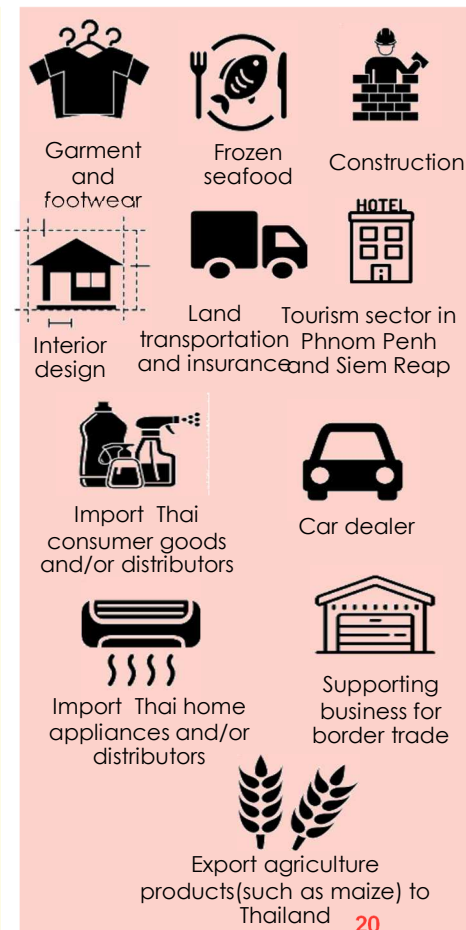 Garment
and
footwear
Frozen
seafood
Construction
HOTEL
Interior
design
Land
transportation
and insurance
Tourism sector in
Phnom Penh
and Siem Reap
Import Thai
consumer goods
and/or distributors
Car dealer
Import Thai home
appliances and/or
distributors
Supporting
business for
border trade
Export agriculture
products(such as maize) to
Thailand
20